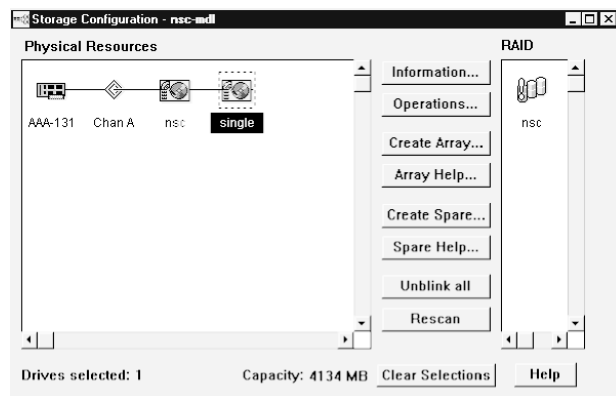 Storage Configuration - nsc-mdl
Physical Resources
RAID
AAA-131
Chan A
nsc
single
Information...
Operations...
Create Array...
Array Help...
Create Spare...
Spare Help...
Unblink all
Rescan
nsc
Drives selected: 1
Capacity: 4134 MB
Clear Selections
Help